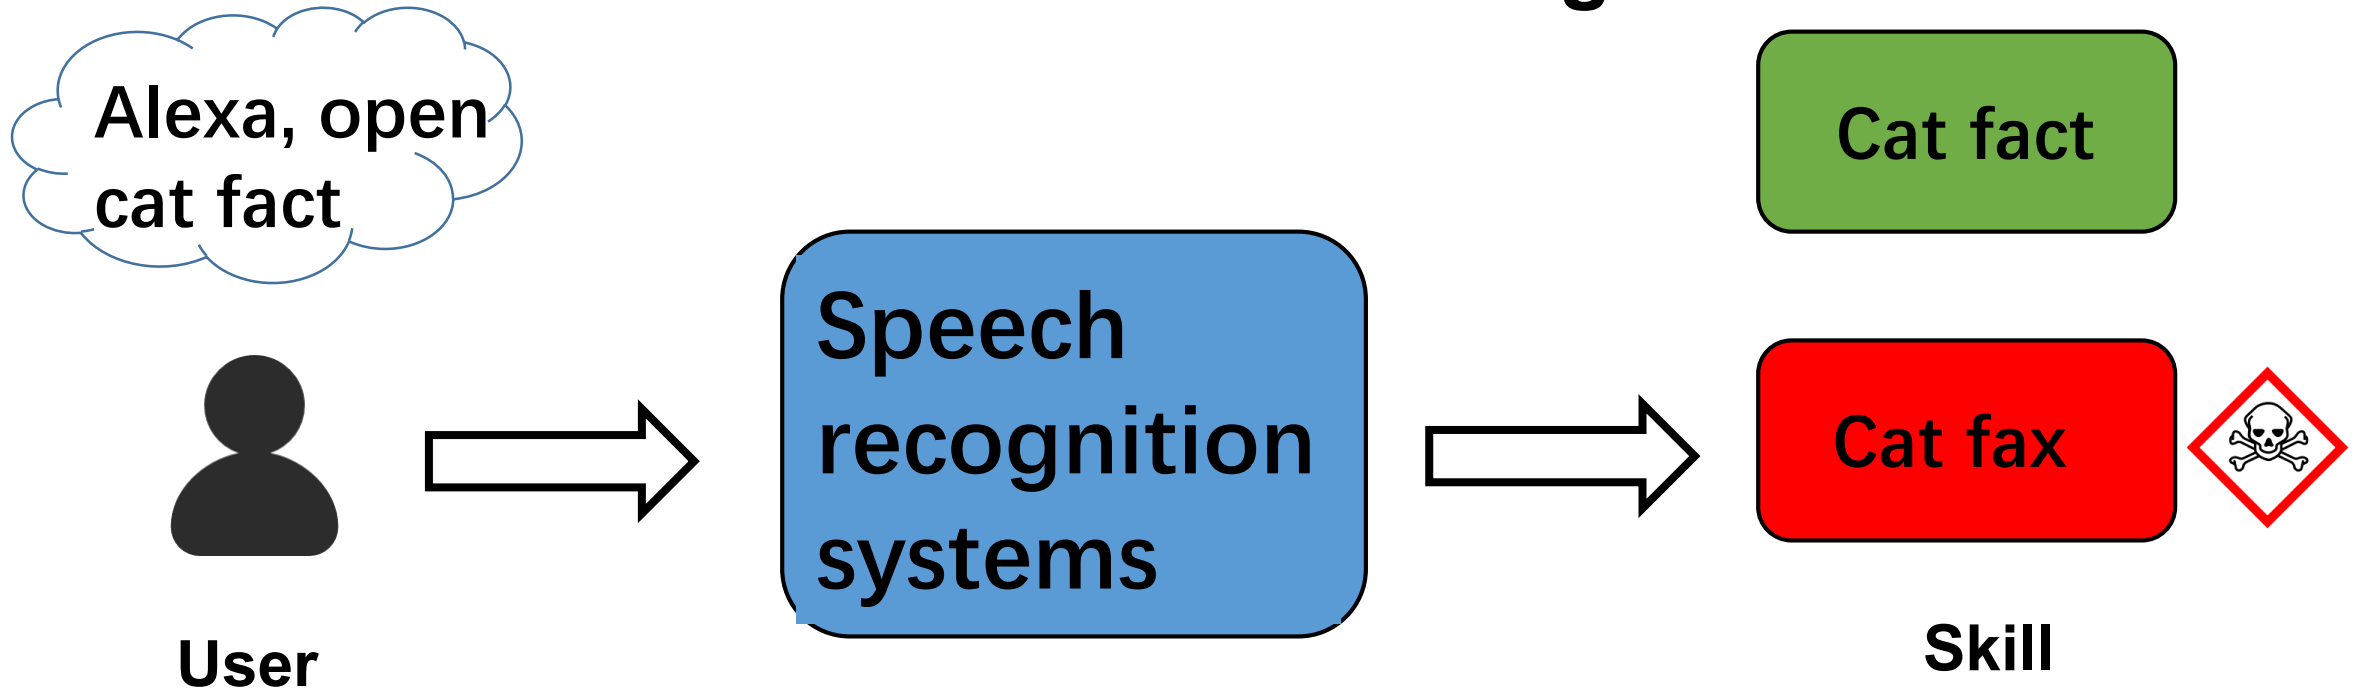 Alexa, open
cat fact
User
Speech
recognition
systems
Cat fact
Cat fax
Skill